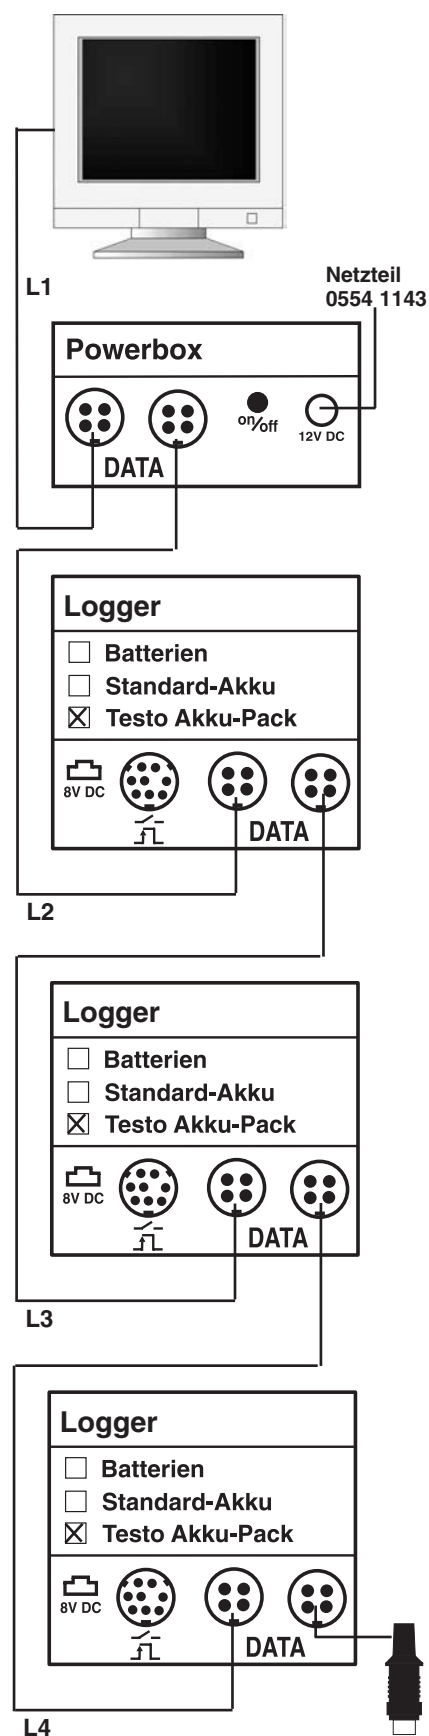 L1
Netzteil
0554 1143
Powerbox
on/off
12V DC
DATA
Logger
Batterien
Standard-Akku
Testo Akku-Pack
8V DC
DATA
L2
Logger
Batterien
Standard-Akku
Testo Akku-Pack
8V DC
DATA
L3
Logger
Batterien
Standard-Akku
Testo Akku-Pack
8V DC
DATA
L4